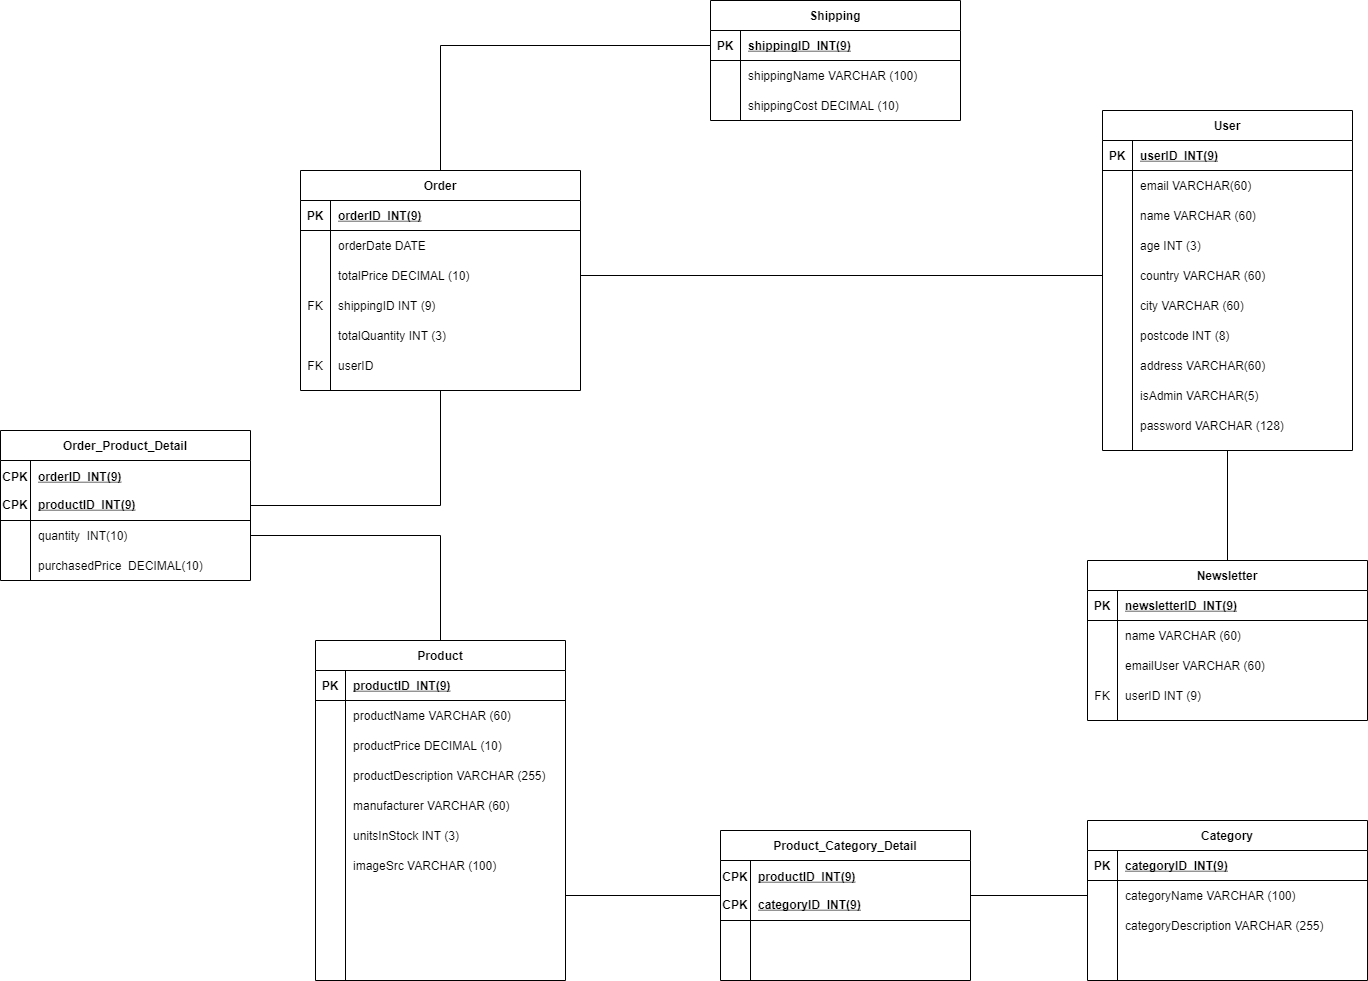 Shipping
PK shippingID INT(9)
shippingName VARCHAR (100)
shippingCost DECIMAL (10)
User
PK userID INT(9)
email VARCHAR(60)
name VARCHAR (60)
age INT (3)
country VARCHAR (60)
city VARCHAR (60)
postcode INT (8)
address VARCHAR(60)
isAdmin VARCHAR(5)
password VARCHAR (128)
Order
PK orderID INT(9)
orderDate DATE
totalPrice DECIMAL (10)
FK shippingID INT (9)
totalQuantity INT (3)
FK userID
Order_Product_Detail
CPK orderID INT(9)
CPK productID INT(9)
quantity INT(10)
purchasedPrice DECIMAL(10)
Newsletter
PK newsletterID INT(9)
name VARCHAR (60)
emailUser VARCHAR (60)
FK userID INT (9)
Product
PK productID INT(9)
productName VARCHAR (60)
productPrice DECIMAL (10)
productDescription VARCHAR (255)
manufacturer VARCHAR (60)
unitsInStock INT (3)
imageSrc VARCHAR (100)
Product_Category_Detail
CPK productID INT(9)
CPK categoryID INT(9)
Category
PK categoryID INT(9)
categoryName VARCHAR (100)
categoryDescription VARCHAR (255)